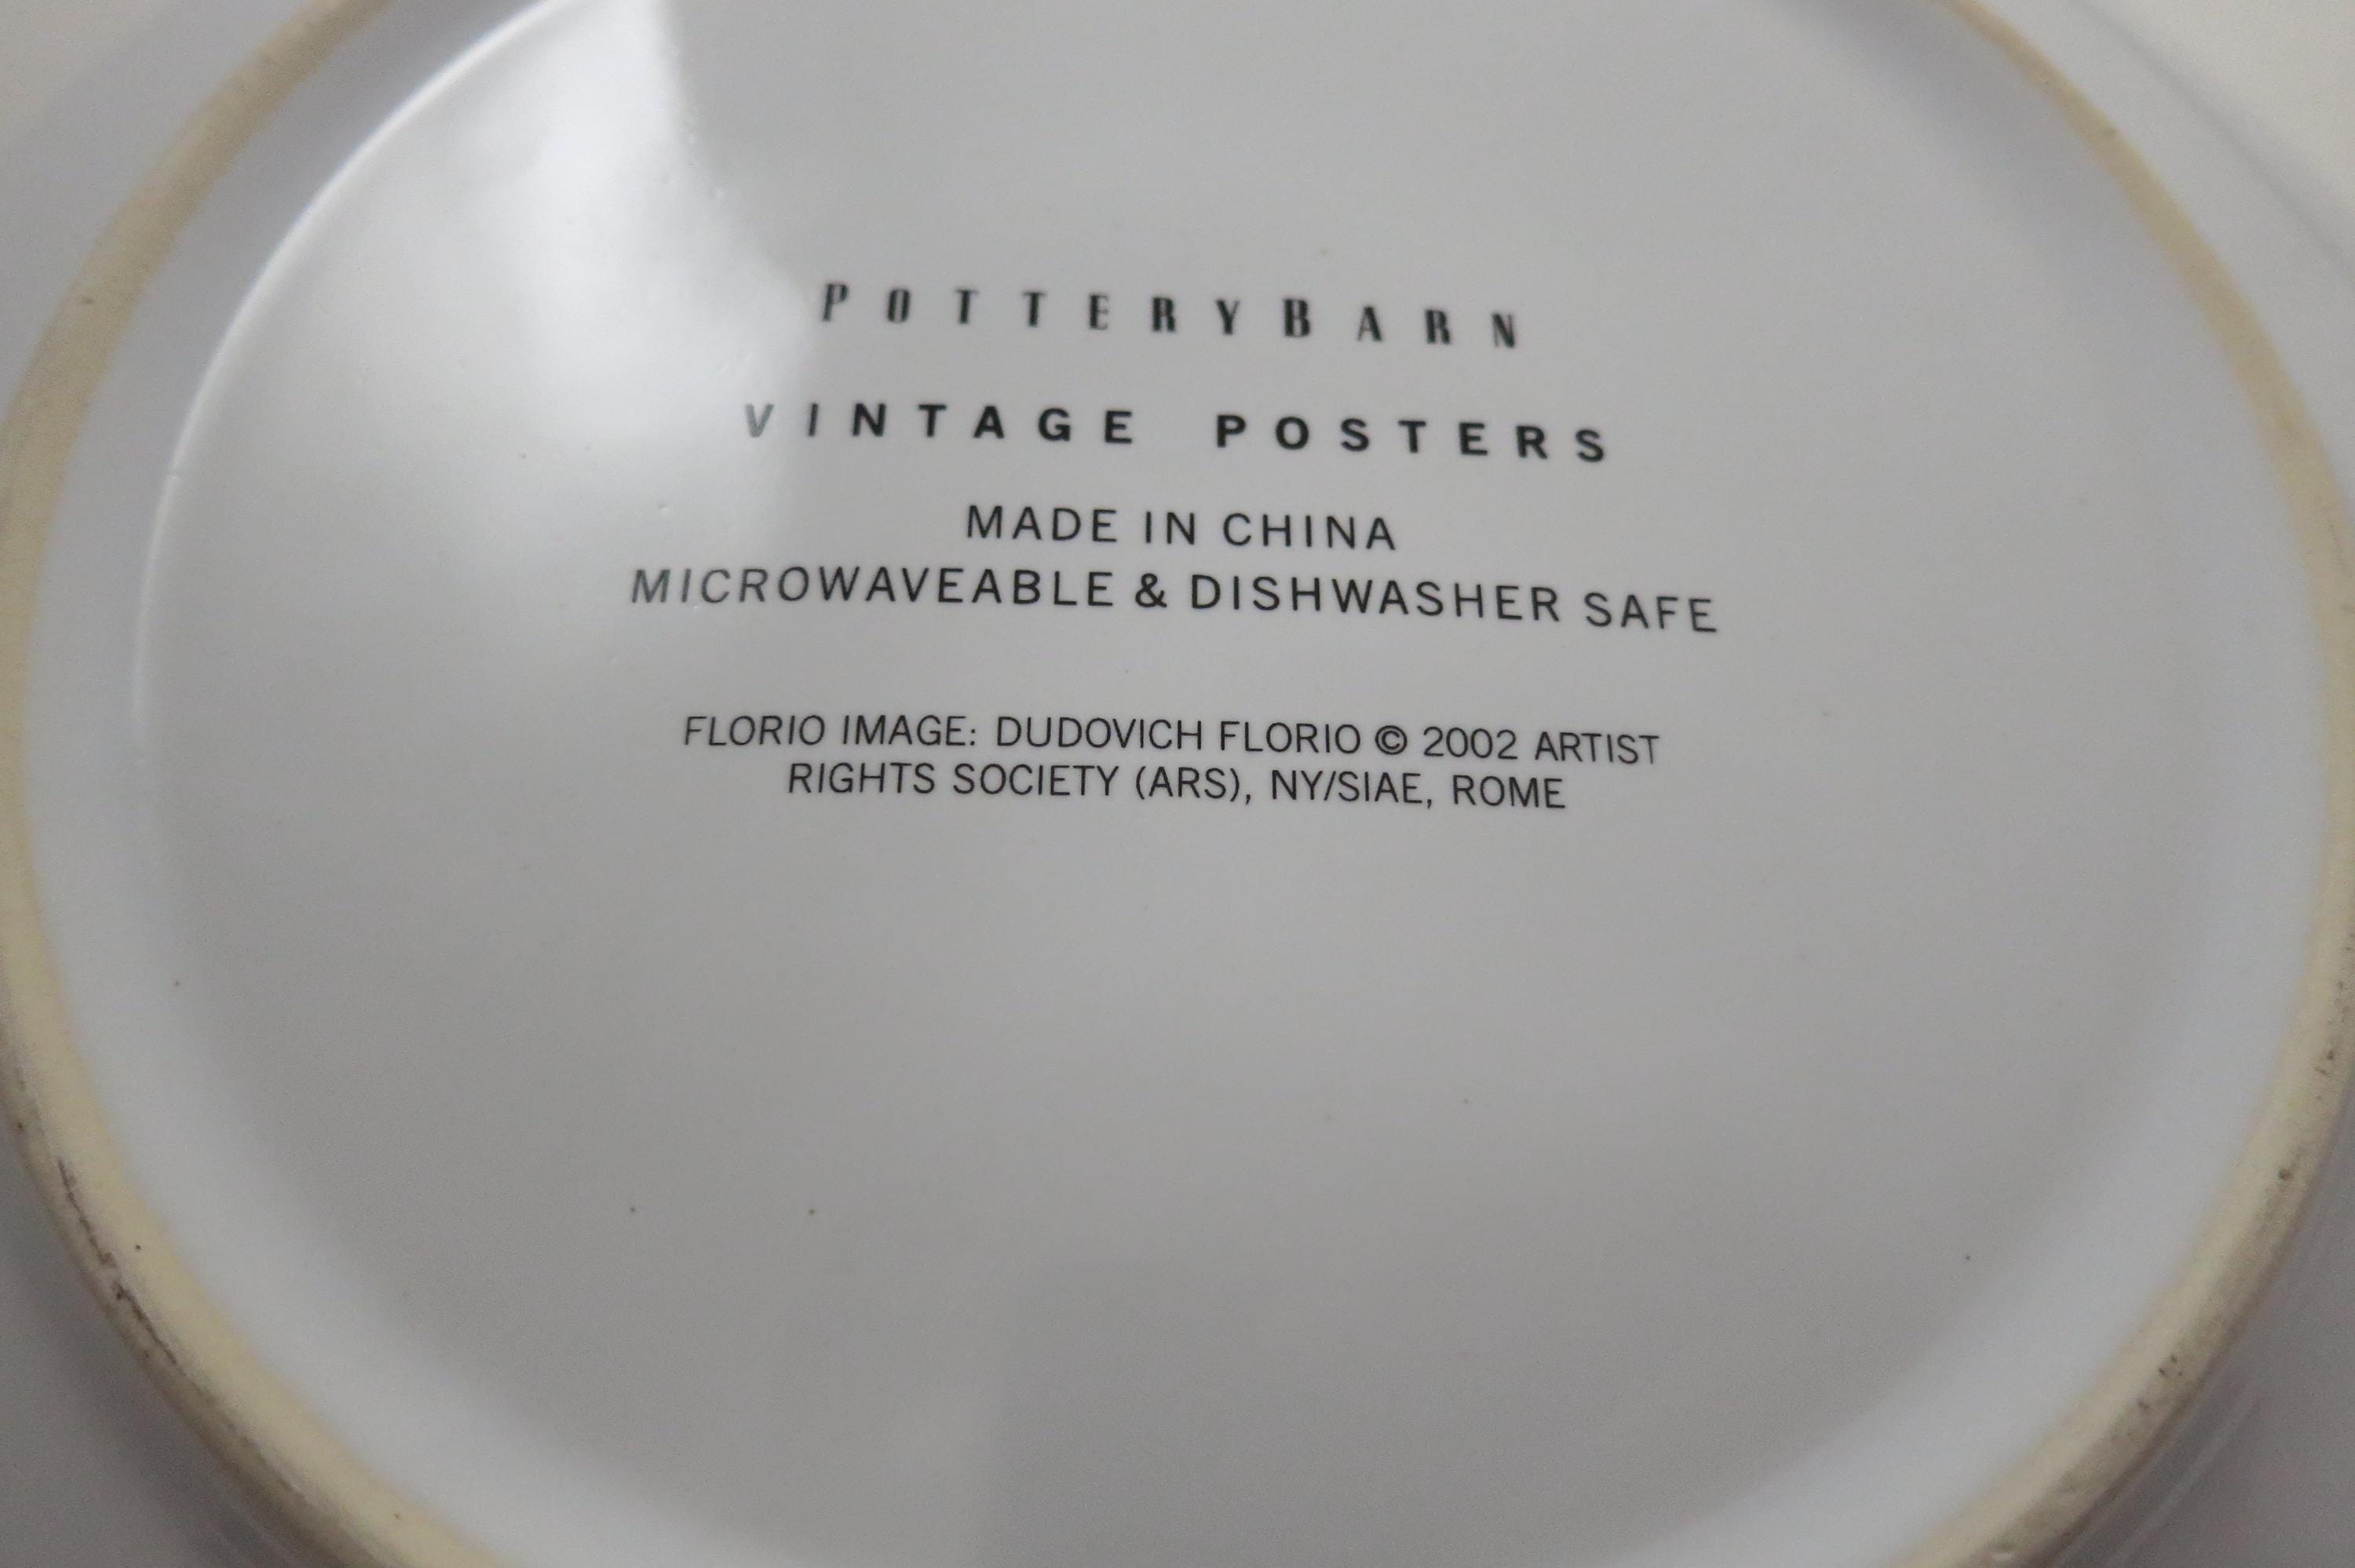 POTTERYBARN
VINTAGE POSTERS
MADE IN CHINA
MICROWAVEABLE & DISHWASHER SAFE
FLORIO IMAGE: DUDOVICH FLORIO © 2002 ARTIST
RIGHTS SOCIETY (ARS), NY/SIAE, ROME